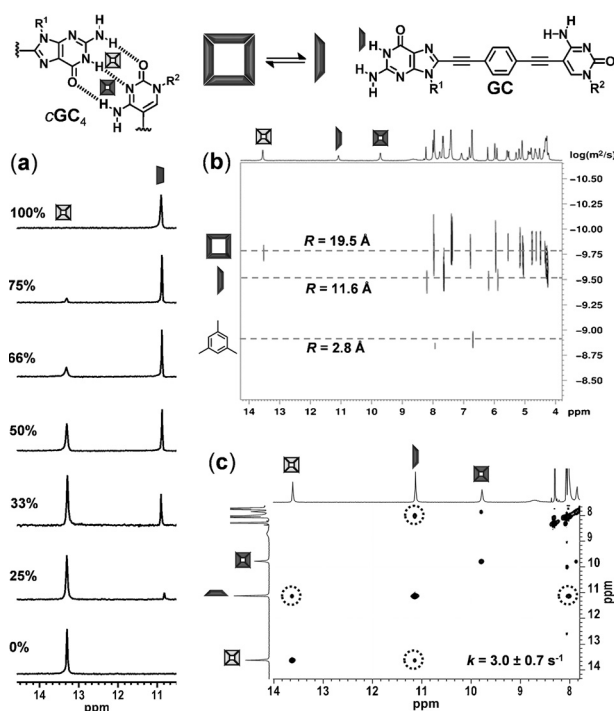 R¹
N N N H
H
N N–H O
N R²
O H N
N
H
cGC₄
O
HN N
H N N N
H R¹
GC
H
N–H
N
N O
R²
(a)
100%
75%
66%
50%
33%
25%
0%
14 13 12 11
ppm
(b)
log(m²/s)
-10.50
-10.25
-10.00
-9.75
-9.50
-9.25
-9.00
-8.75
-8.50
R = 19.5 Å
R = 11.6 Å
R = 2.8 Å
14 13 12 11 10 9 8 7 6 5 4
ppm
(c)
8
9
10
11
12
13
14
ppm
k = 3.0 ± 0.7 s⁻¹
14 13 12 11 10 9 8
ppm